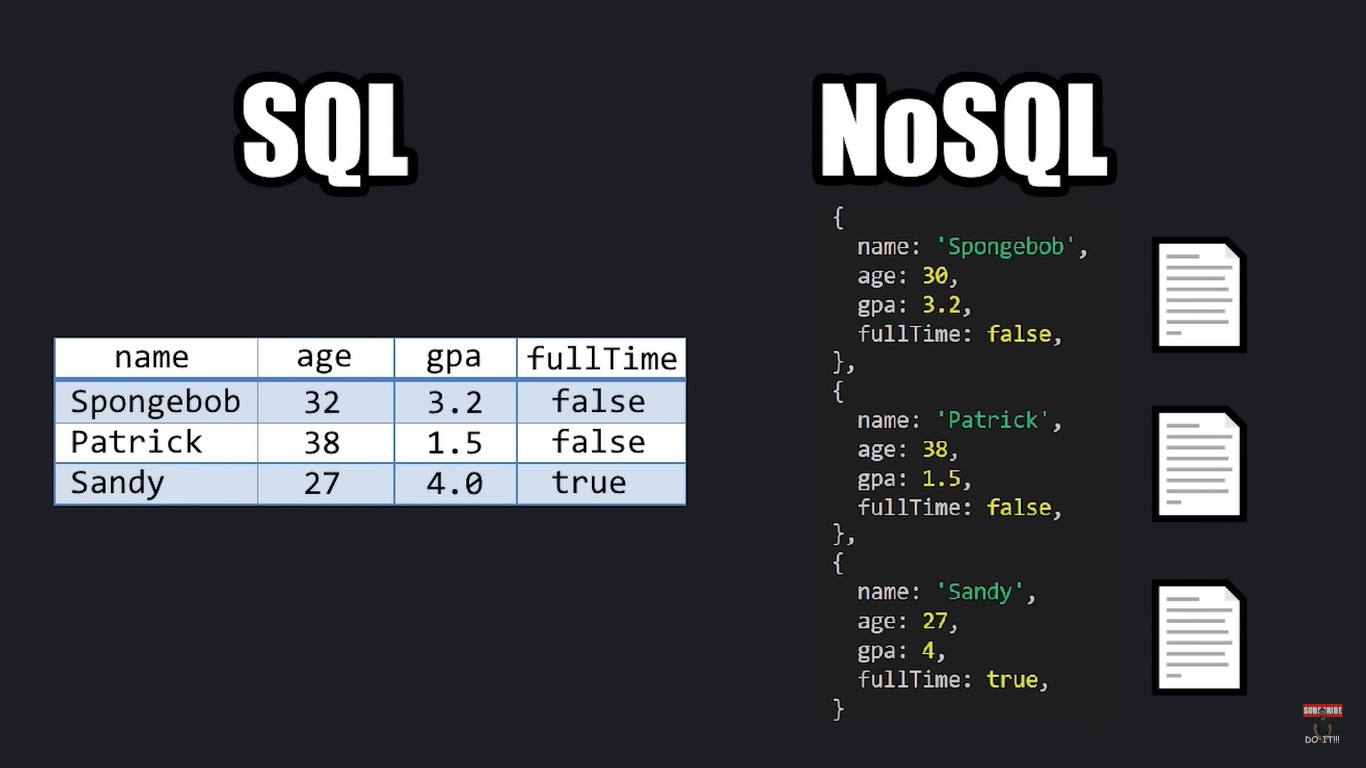 SQL
name age gpa fullTime
Spongebob 32 3.2 false
Patrick 38 1.5 false
Sandy 27 4.0 true
NoSQL
{
name: 'Spongebob',
age: 30,
gpa: 3.2,
fullTime: false,
},
{
name: 'Patrick',
age: 38,
gpa: 1.5,
fullTime: false,
},
{
name: 'Sandy',
age: 27,
gpa: 4,
fullTime: true,
}
SUBSCRIBE
DO IT!!!